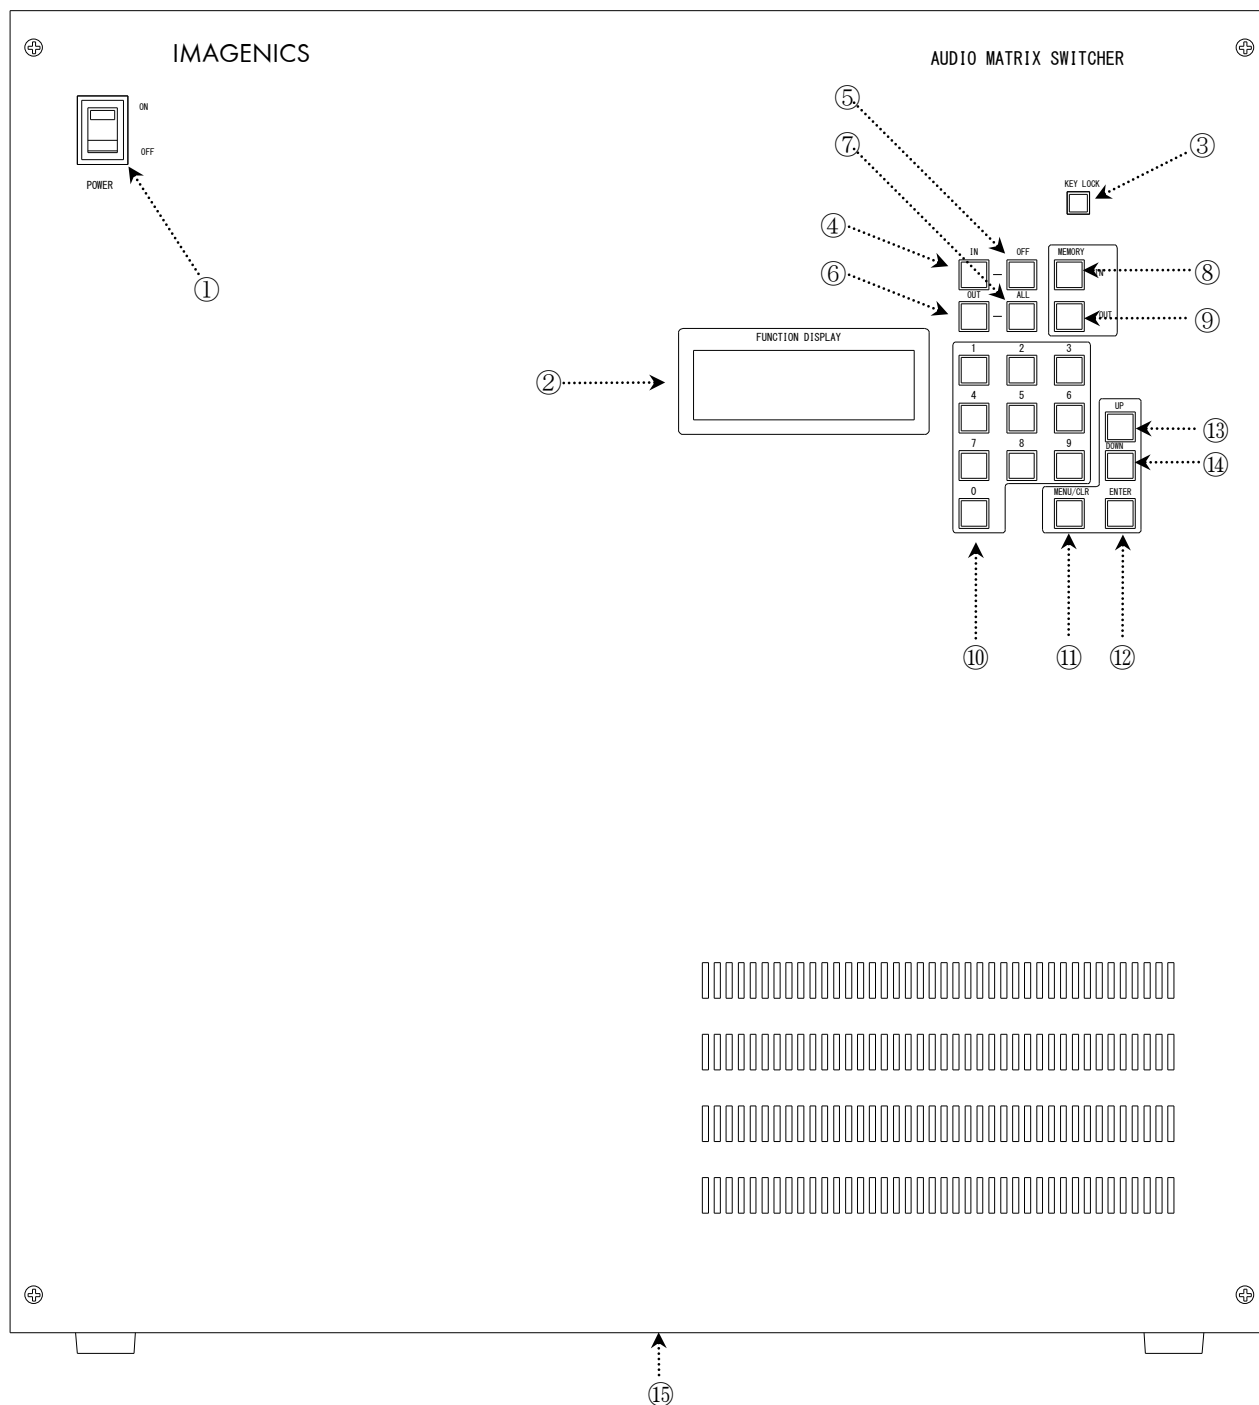 IMAGENICS
AUDIO MATRIX SWITCHER
ON
OFF
POWER
①
②
FUNCTION DISPLAY
⑤
⑦
③
KEY LOCK
④
IN
OFF
⑥
OUT
ALL
MEMORY
IN
OUT
⑧
⑨
1 2 3
4 5 6
7 8 9
0
UP
DOWN
MENU/CLR
ENTER
⑬
⑭
⑩
⑪
⑫
⑮